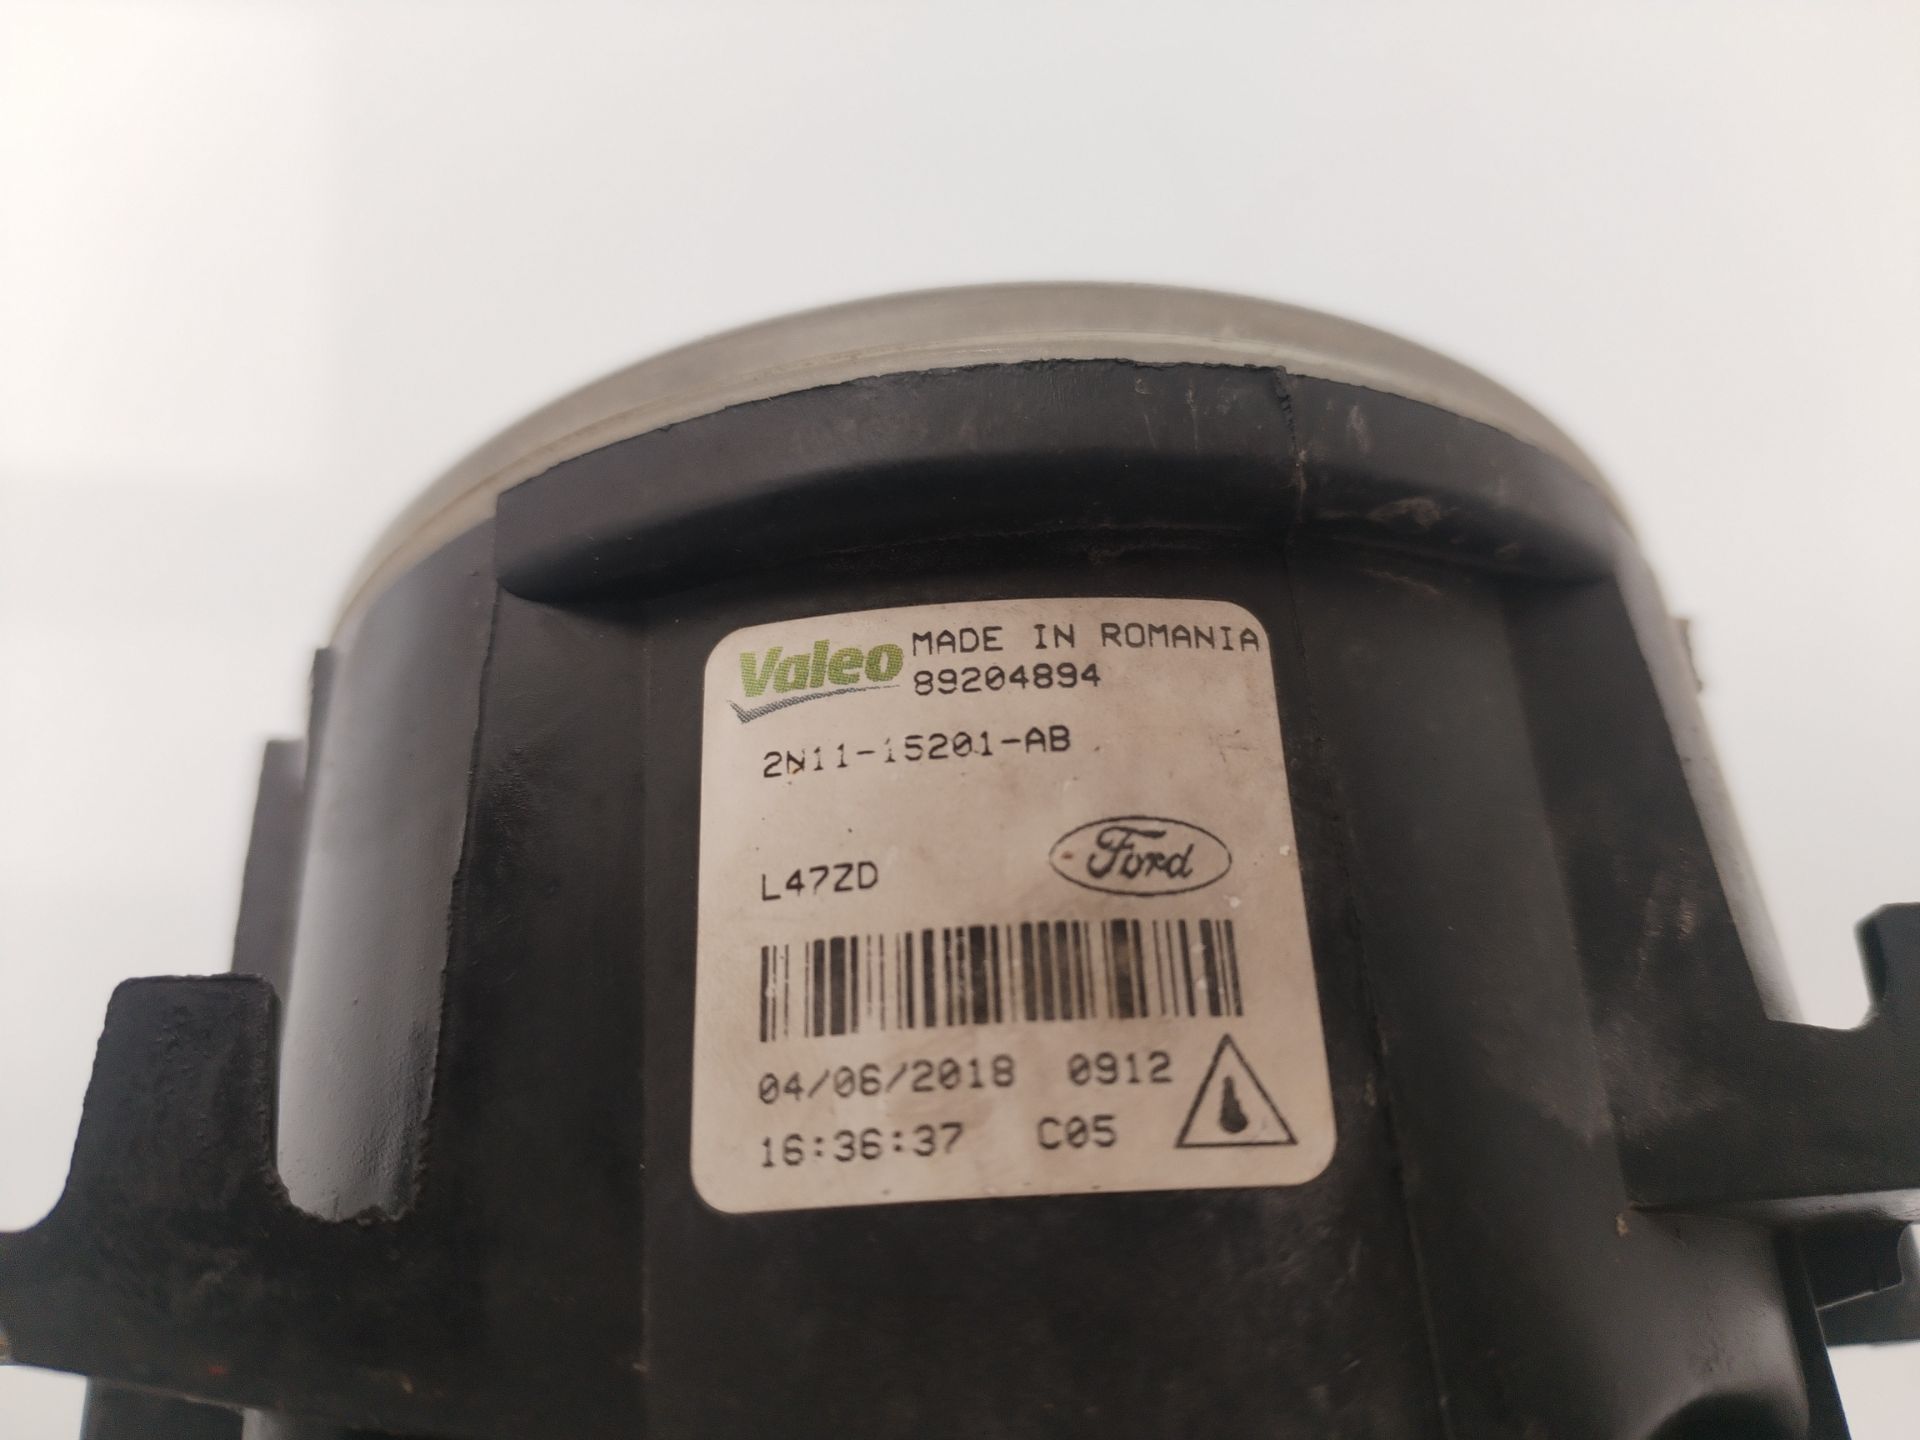 Valeo MADE IN ROMANIA
89204894
2N11-15201-AB
L47ZD Ford
04/06/2018 0912
16:36:37 C05